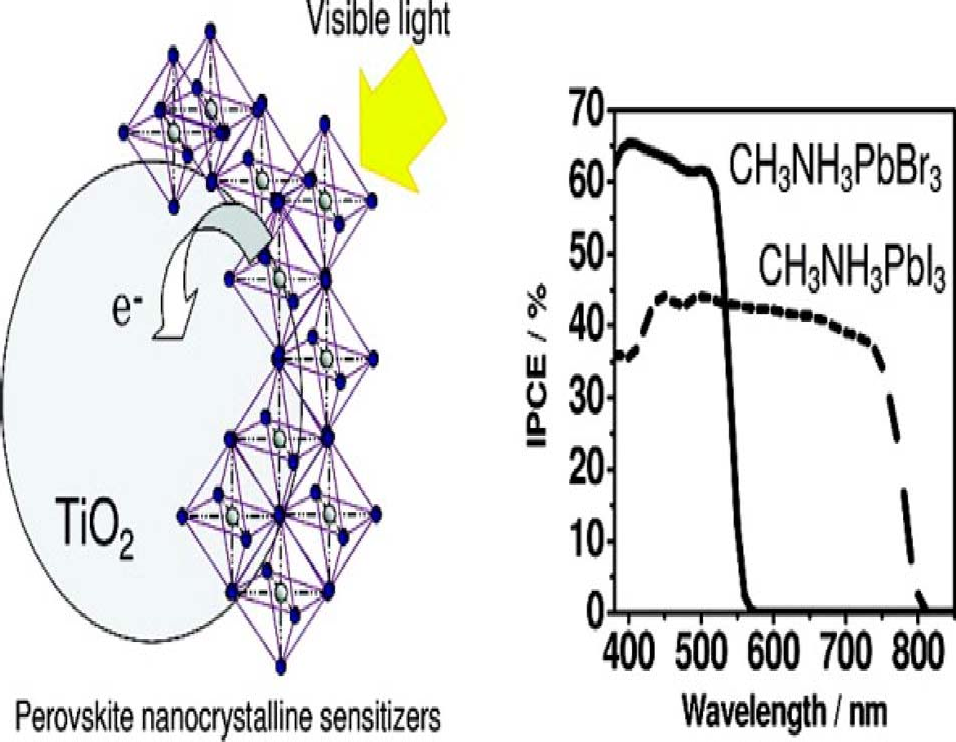 Visible light
e-
TiO2
Perovskite nanocrystalline sensitizers
70
60
50
40
30
20
10
0
IPCE / %
CH3NH3PbBr3
CH3NH3PbI3
400 500 600 700 800
Wavelength / nm